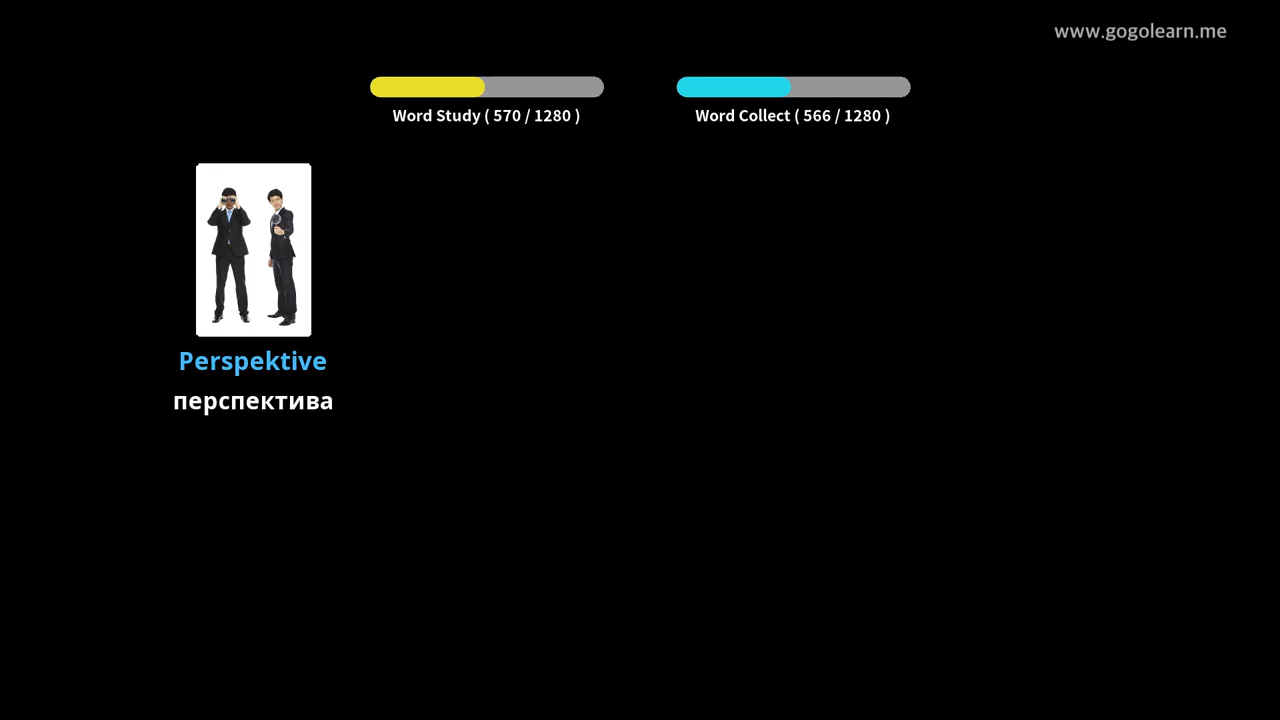 www.gogolearn.me
Word Study ( 570 / 1280 )
Word Collect ( 566 / 1280 )
Perspektive
перспектива